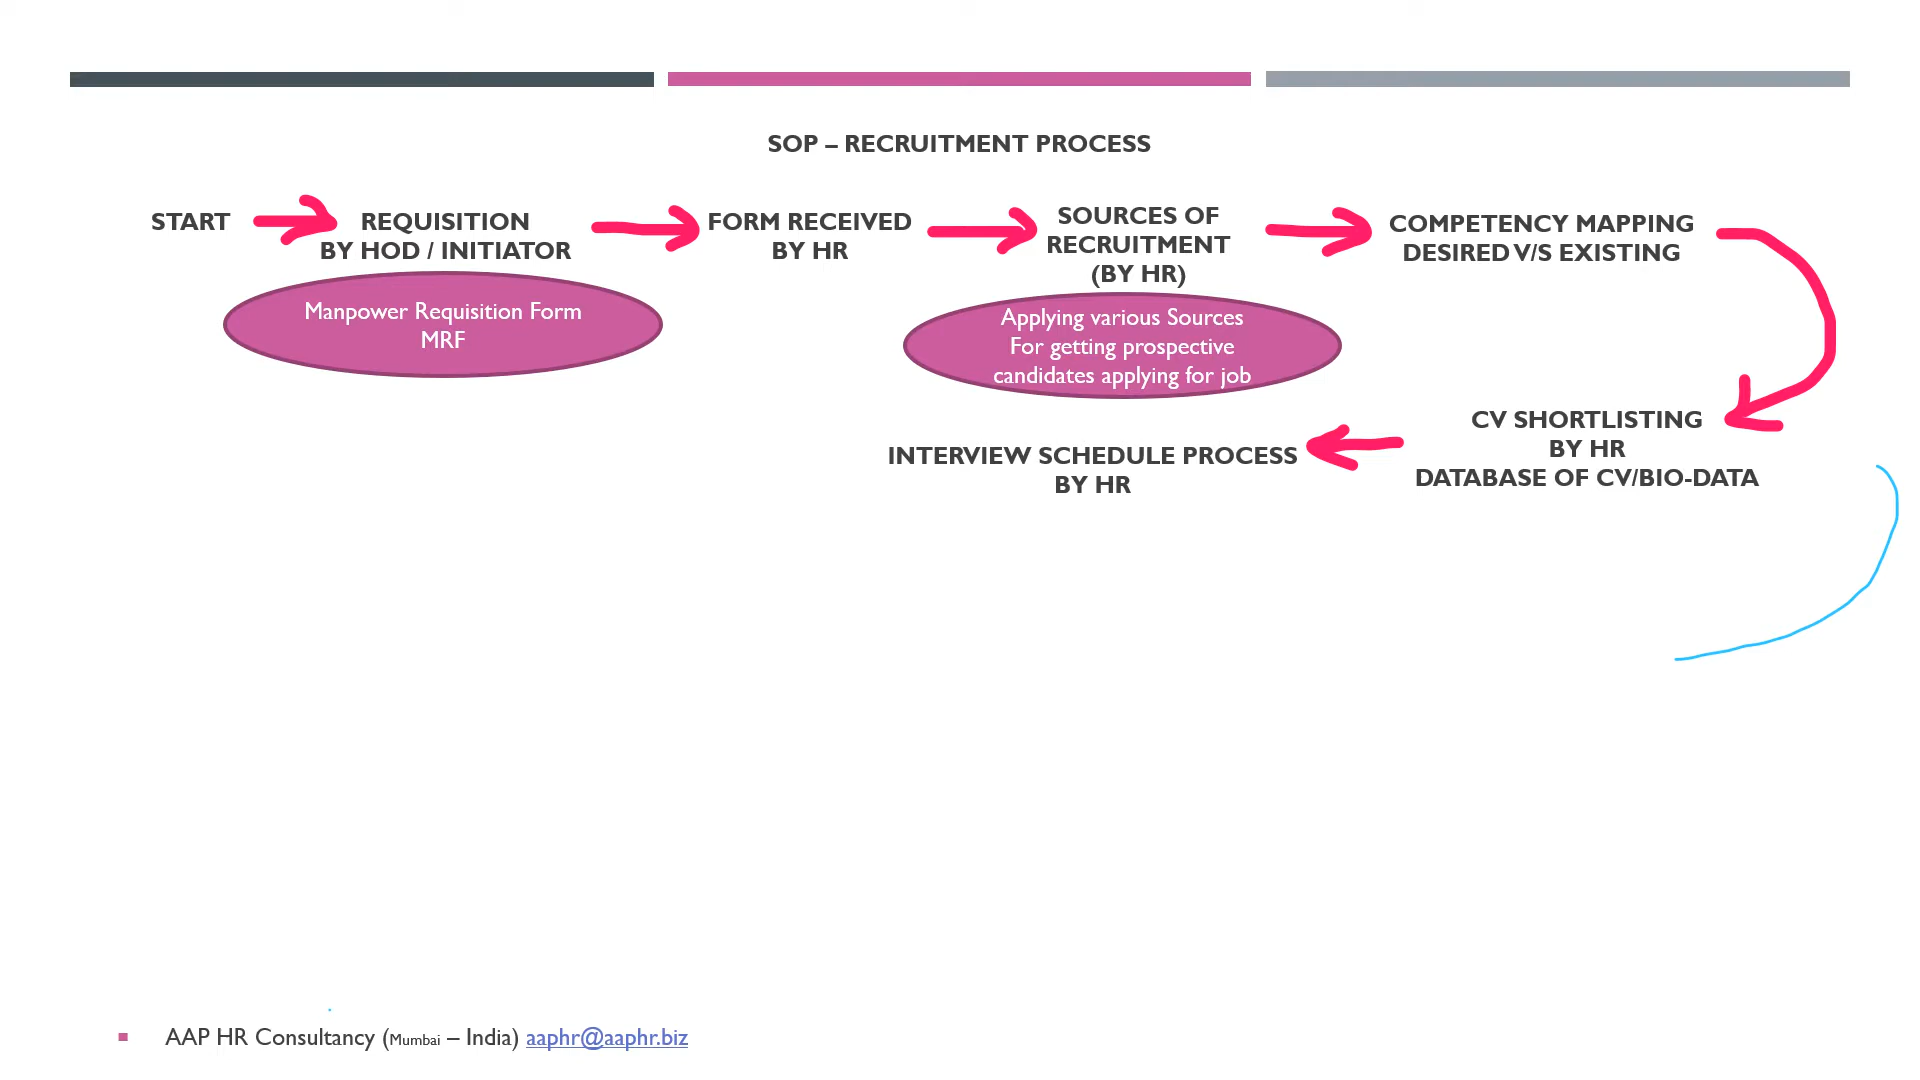 SOP – RECRUITMENT PROCESS
START
REQUISITION
BY HOD / INITIATOR
Manpower Requisition Form
MRF
FORM RECEIVED
BY HR
SOURCES OF
RECRUITMENT
(BY HR)
Applying various Sources
For getting prospective
candidates applying for job
COMPETENCY MAPPING
DESIRED V/S EXISTING
CV SHORTLISTING
BY HR
DATABASE OF CV/BIO-DATA
INTERVIEW SCHEDULE PROCESS
BY HR
AAP HR Consultancy (Mumbai – India) aaphr@aaphr.biz